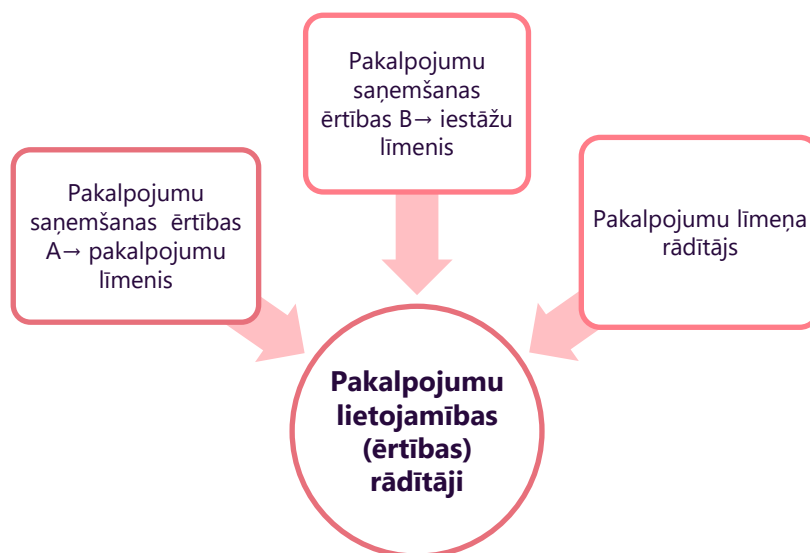 Pakalpojumu
saņemšanas ērtības
A→ pakalpojumu
līmenis
Pakalpojumu
saņemšanas
ērtības B→ iestāžu
līmenis
Pakalpojumu līmeņa
rādītājs
Pakalpojumu
lietojamības
(ērtības)
rādītāji